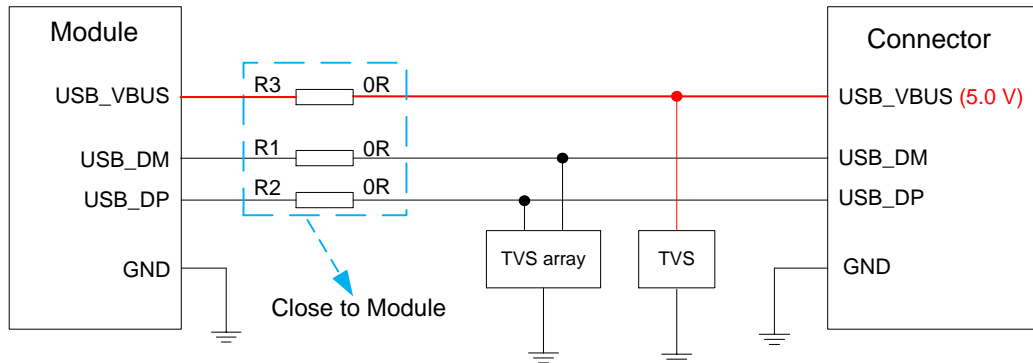 Module
Connector
R3 0R
USB_VBUS
USB_VBUS (5.0 V)
R1 0R
USB_DM
USB_DM
R2 0R
USB_DP
USB_DP
TVS array
TVS
GND
GND
Close to Module